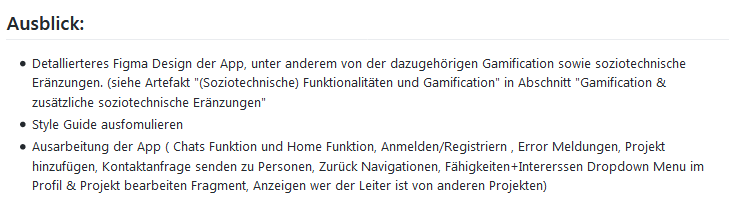 Ausblick:
Detallierteres Figma Design der App, unter anderem von der dazugehörigen Gamification sowie soziotechnische
Eränzungen. (siehe Artefakt "(Soziotechnische) Funktionalitäten und Gamification" in Abschnitt "Gamification &
zusätzliche soziotechnische Eränzungen"
Style Guide ausfomulieren
Ausarbeitung der App ( Chats Funktion und Home Funktion, Anmelden/Registriern , Error Meldungen, Projekt
hinzufügen, Kontaktanfrage senden zu Personen, Zurück Navigationen, Fähigkeiten+Intererssen Dropdown Menu im
Profil & Projekt bearbeiten Fragment, Anzeigen wer der Leiter ist von anderen Projekten)